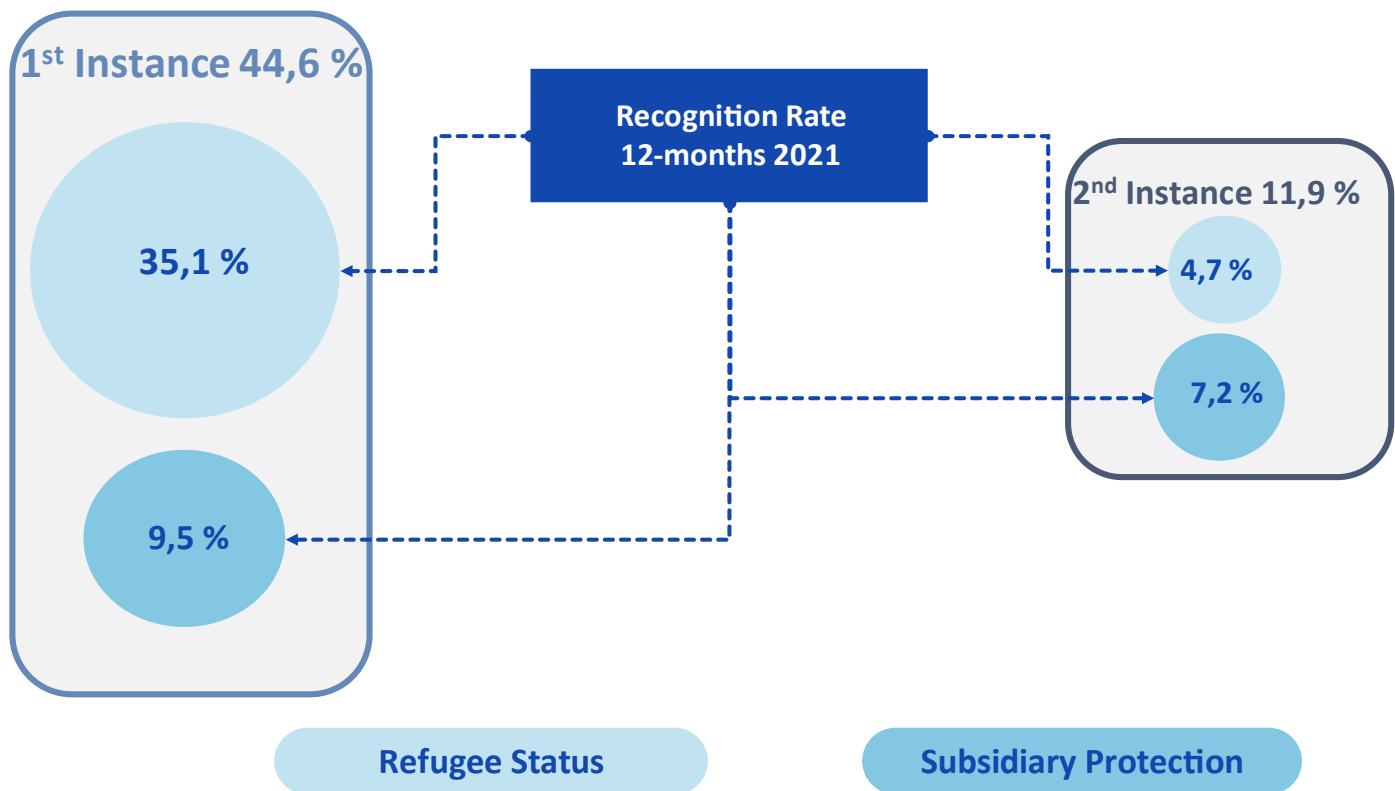 1st Instance 44,6 %
35,1 %
9,5 %
Recognition Rate
12-months 2021
2nd Instance 11,9 %
4,7 %
7,2 %
Refugee Status
Subsidiary Protection